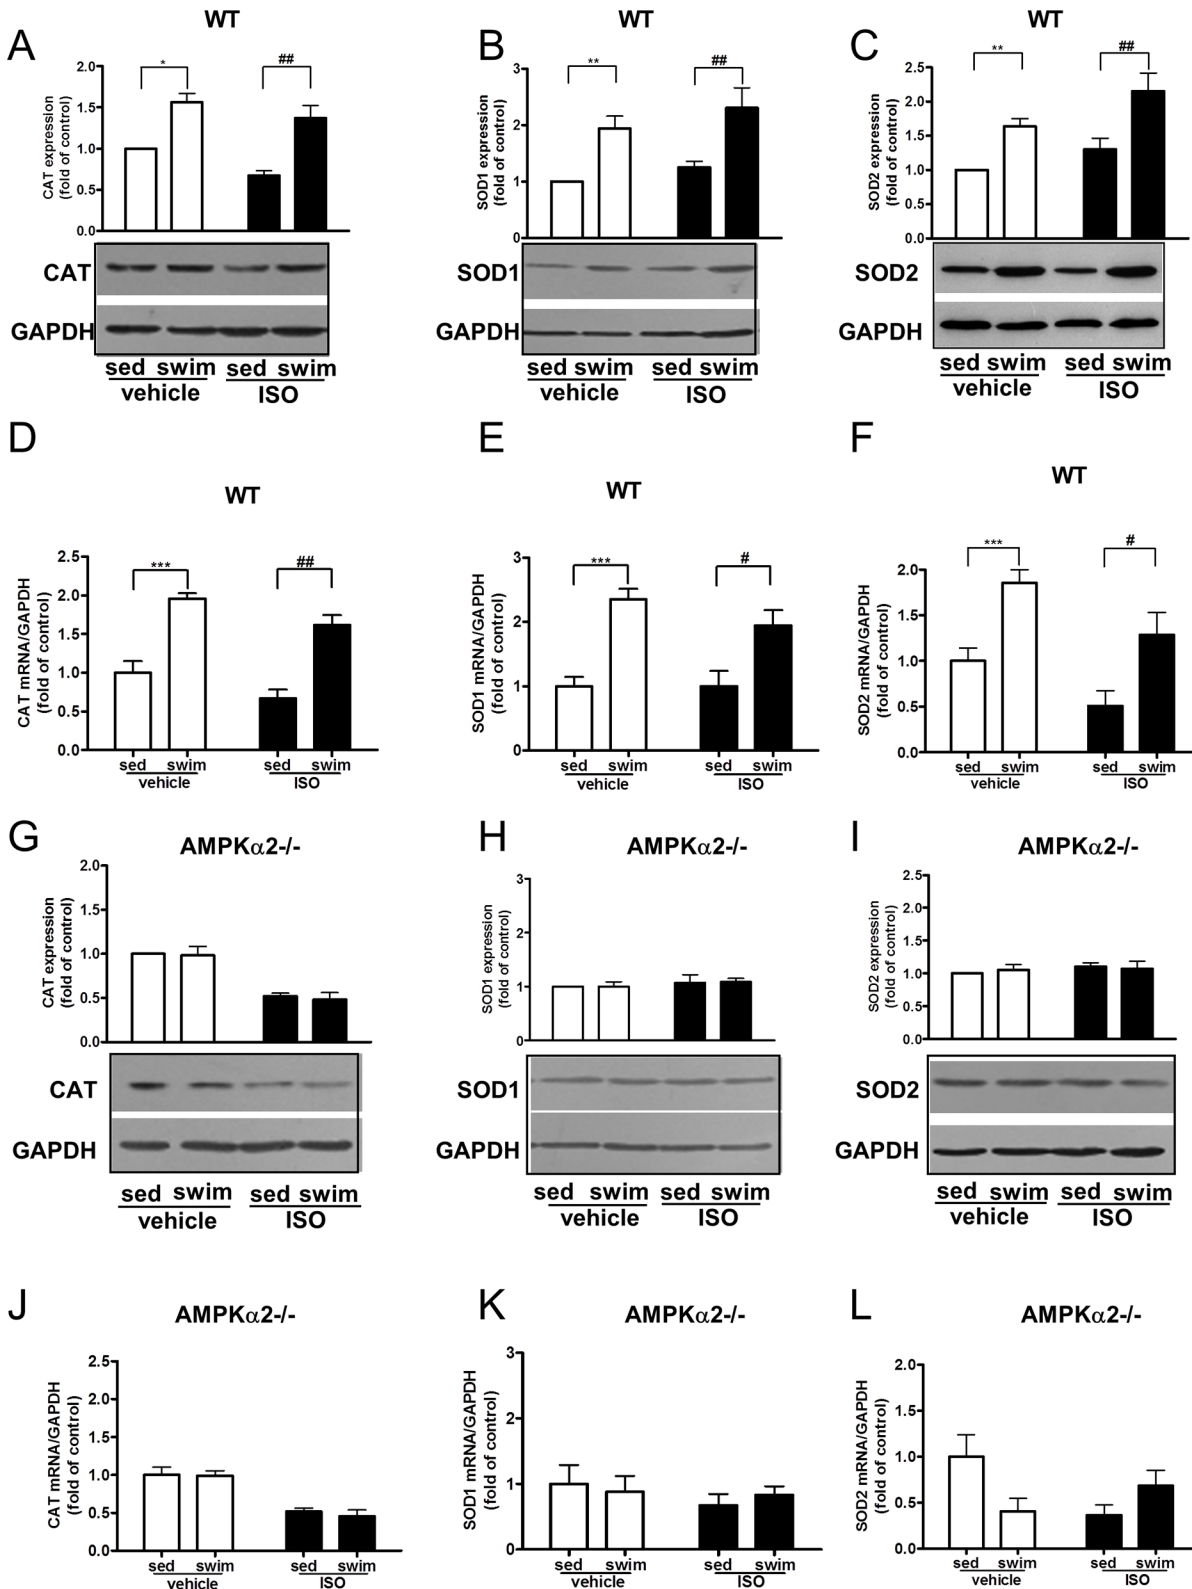 A
WT
CAT expression
(fold of control)
2.0
1.5
1.0
0.5
0.0
*
##
CAT
GAPDH
sed swim sed swim
vehicle ISO
B
WT
SOD1 expression
(fold of control)
3
2
1
0
**
##
SOD1
GAPDH
sed swim sed swim
vehicle ISO
C
WT
SOD2 expression
(fold of control)
2.5
2.0
1.5
1.0
0.5
0.0
**
##
SOD2
GAPDH
sed swim sed swim
vehicle ISO
D
WT
CAT mRNA/GAPDH
(fold of control)
2.5
2.0
1.5
1.0
0.5
0.0
***
##
sed swim sed swim
vehicle ISO
E
WT
SOD1 mRNA/GAPDH
(fold of control)
3
2
1
0
***
#
sed swim sed swim
vehicle ISO
F
WT
SOD2 mRNA/GAPDH
(fold of control)
2.0
1.5
1.0
0.5
0.0
***
#
sed swim sed swim
vehicle ISO
G
AMPKα2-/-
CAT expression
(fold of control)
2.0
1.5
1.0
0.5
0.0
CAT
GAPDH
sed swim sed swim
vehicle ISO
H
AMPKα2-/-
SOD1 expression
(fold of control)
3
2
1
0
SOD1
GAPDH
sed swim sed swim
vehicle ISO
I
AMPKα2-/-
SOD2 expression
(fold of control)
2.5
2.0
1.5
1.0
0.5
0.0
SOD2
GAPDH
sed swim sed swim
vehicle ISO
J
AMPKα2-/-
CAT mRNA/GAPDH
(fold of control)
2.5
2.0
1.5
1.0
0.5
0.0
sed swim sed swim
vehicle ISO
K
AMPKα2-/-
SOD1 mRNA/GAPDH
(fold of control)
3
2
1
0
sed swim sed swim
vehicle ISO
L
AMPKα2-/-
SOD2 mRNA/GAPDH
(fold of control)
2.0
1.5
1.0
0.5
0.0
sed swim sed swim
vehicle ISO